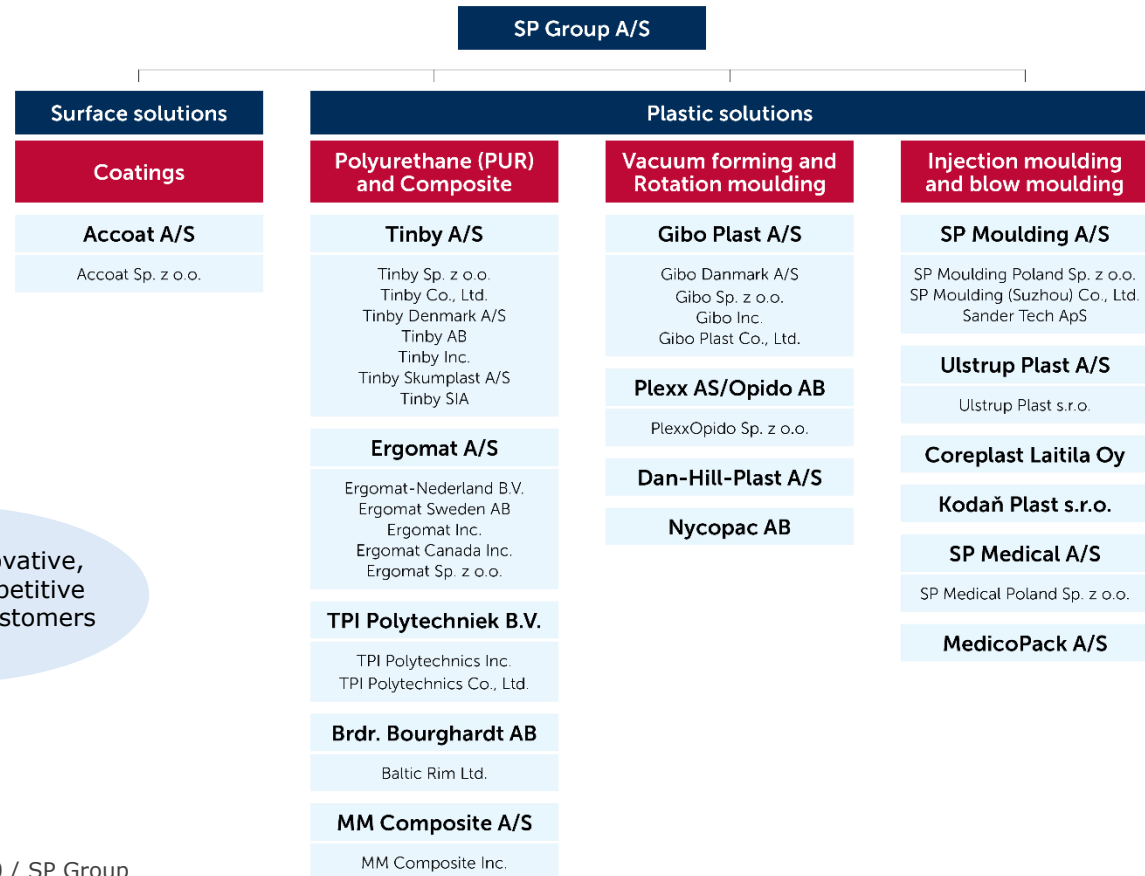 SP Group A/S
Surface solutions
Plastic solutions
Coatings
Accoat A/S
Accoat Sp. z o.o.
Polyurethane (PUR)
and Composite
Tinby A/S
Tinby Sp. z o.o.
Tinby Co., Ltd.
Tinby Denmark A/S
Tinby AB
Tinby Inc.
Tinby Skumplast A/S
Tinby SIA
Ergomat A/S
Ergomat-Nederland B.V.
Ergomat Sweden AB
Ergomat Inc.
Ergomat Canada Inc.
Ergomat Sp. z o.o.
TPI Polytechniek B.V.
TPI Polytechnics Inc.
TPI Polytechnics Co., Ltd.
Brdr. Bourghardt AB
Baltic Rim Ltd.
MM Composite A/S
MM Composite Inc.
Vacuum forming and
Rotation moulding
Gibo Plast A/S
Gibo Danmark A/S
Gibo Sp. z o.o.
Gibo Inc.
Gibo Plast Co., Ltd.
Plexx AS/Opido AB
PlexxOpido Sp. z o.o.
Dan-Hill-Plast A/S
Nycopac AB
Injection moulding
and blow moulding
SP Moulding A/S
SP Moulding Poland Sp. z o.o.
SP Moulding (Suzhou) Co., Ltd.
Sander Tech ApS
Ulstrup Plast A/S
Ulstrup Plast s.r.o.
Coreplast Laitila Oy
Kodaň Plast s.r.o.
SP Medical A/S
SP Medical Poland Sp. z o.o.
MedicoPack A/S
/ SP Group